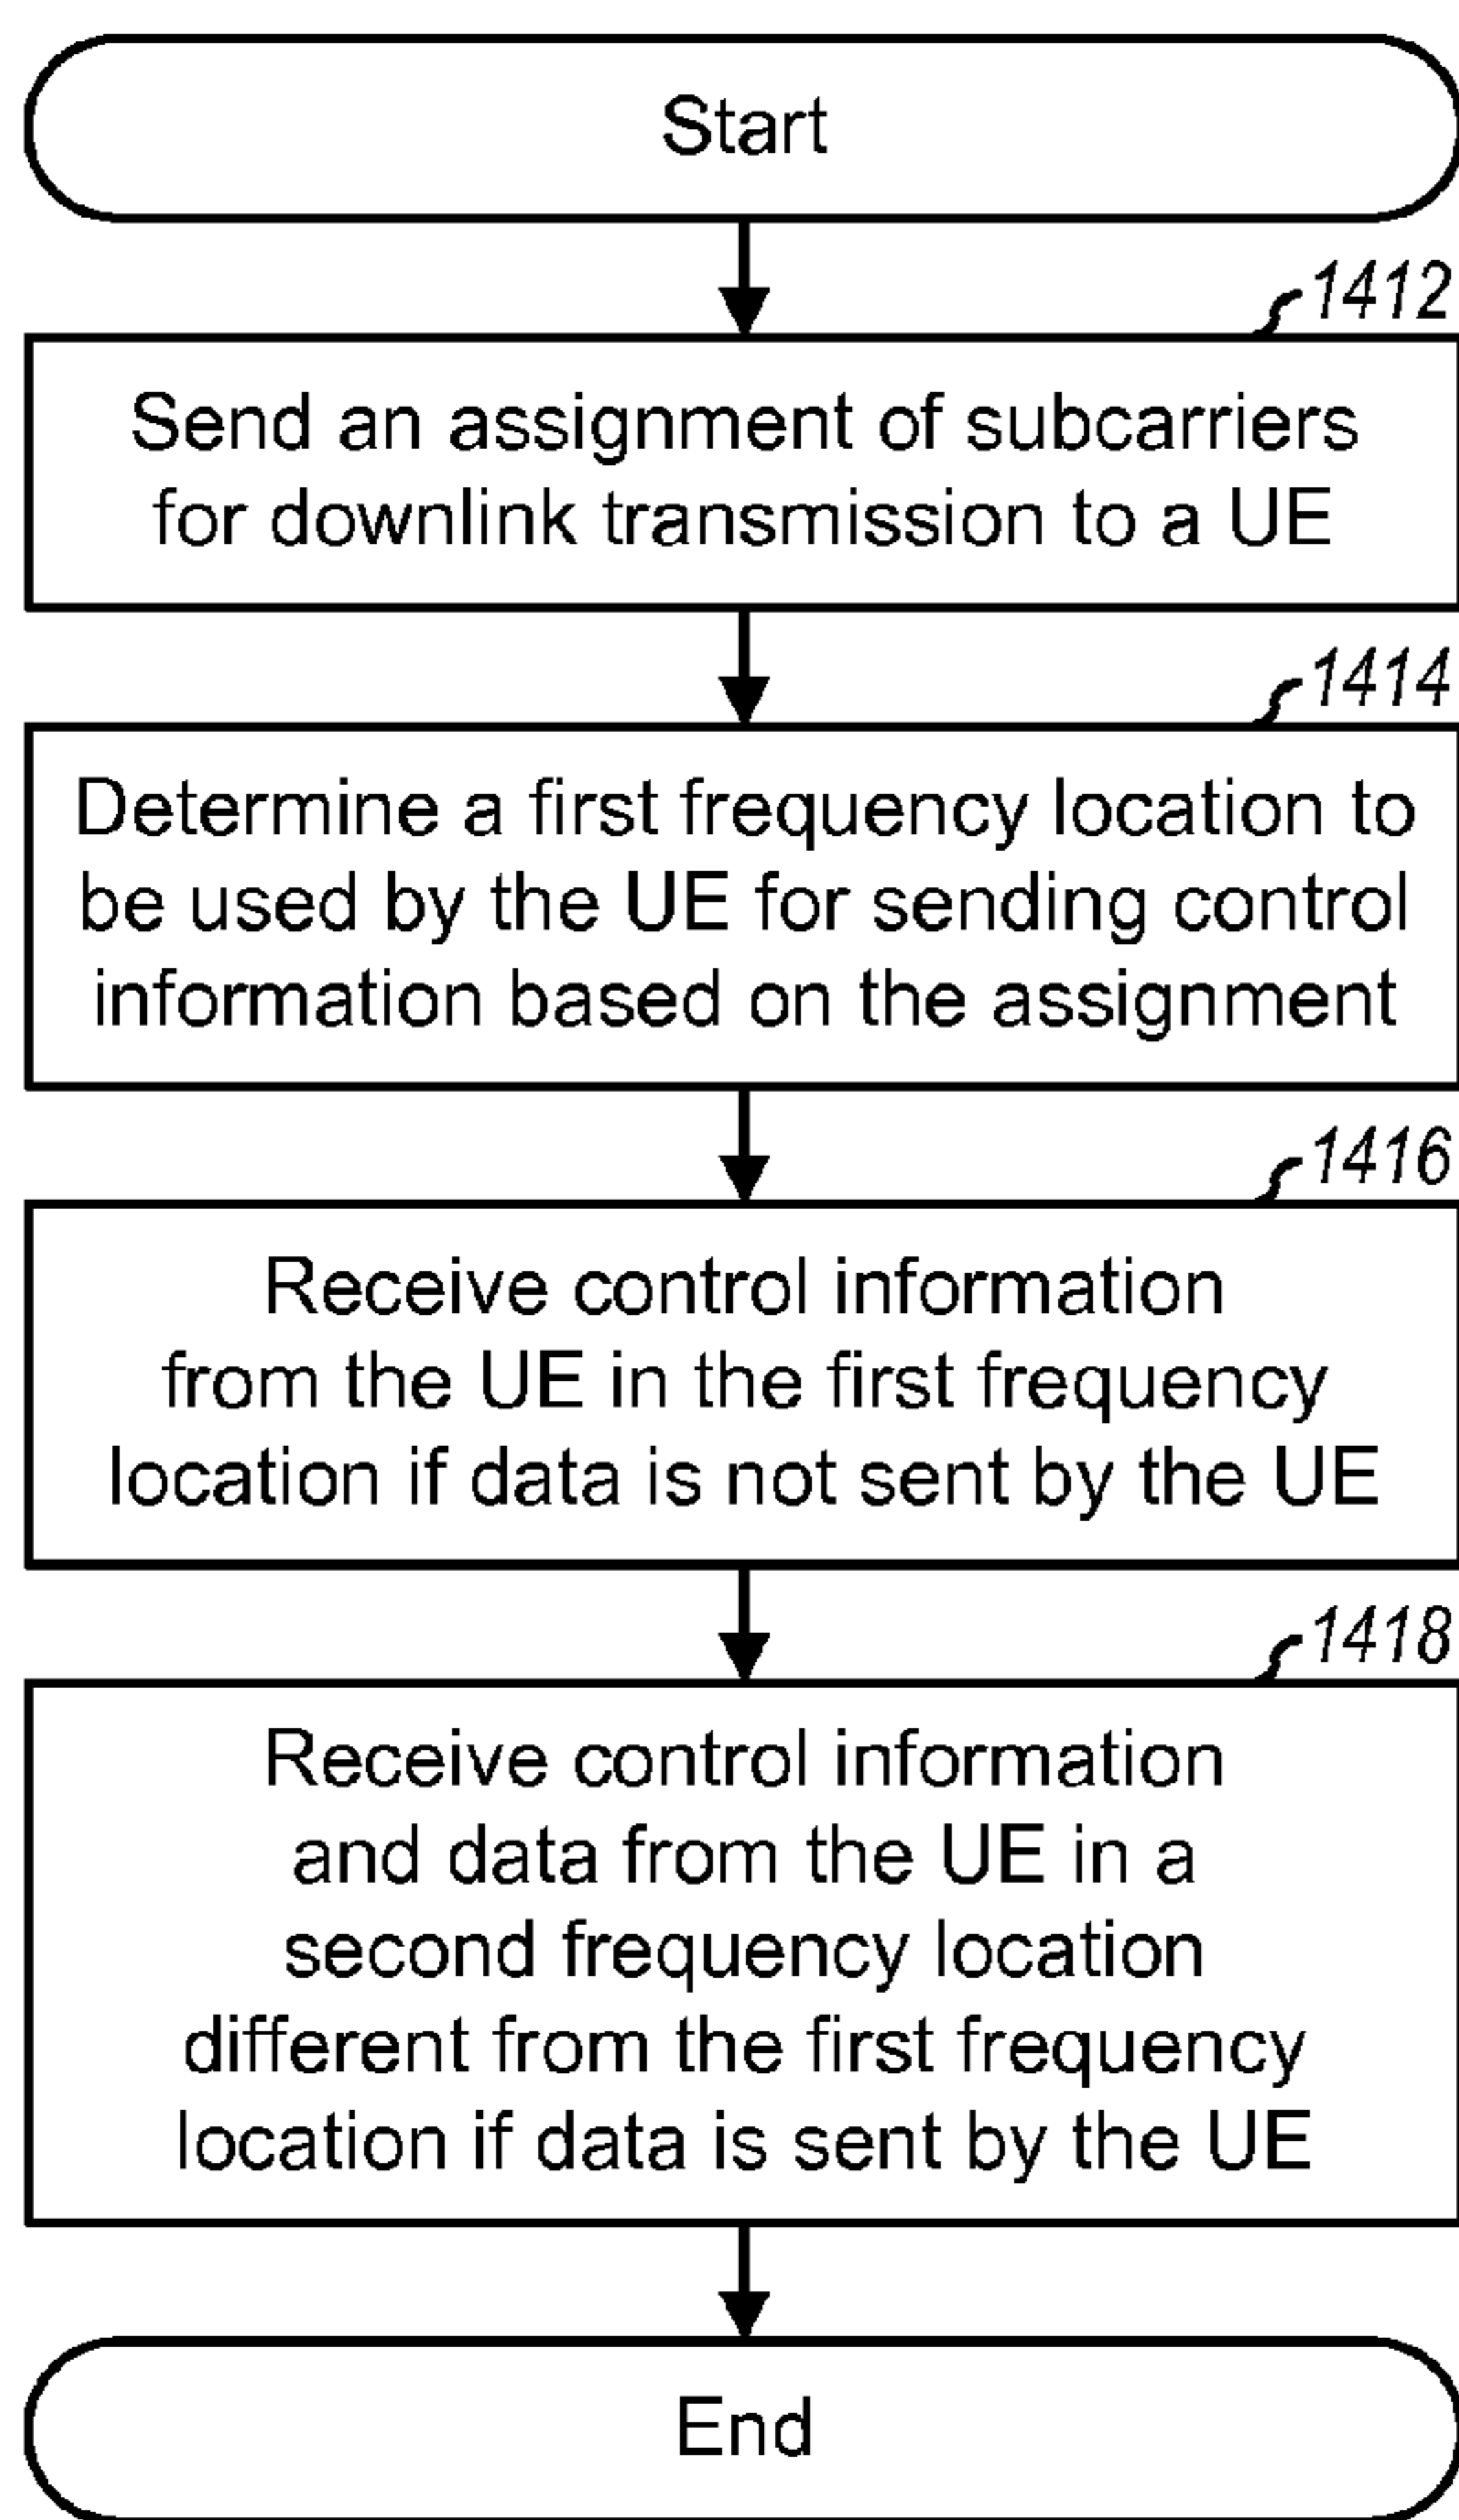 Start
1412
Send an assignment of subcarriers
for downlink transmission to a UE
1414
Determine a first frequency location to
be used by the UE for sending control
information based on the assignment
1416
Receive control information
from the UE in the first frequency
location if data is not sent by the UE
1418
Receive control information
and data from the UE in a
second frequency location
different from the first frequency
location if data is sent by the UE
End